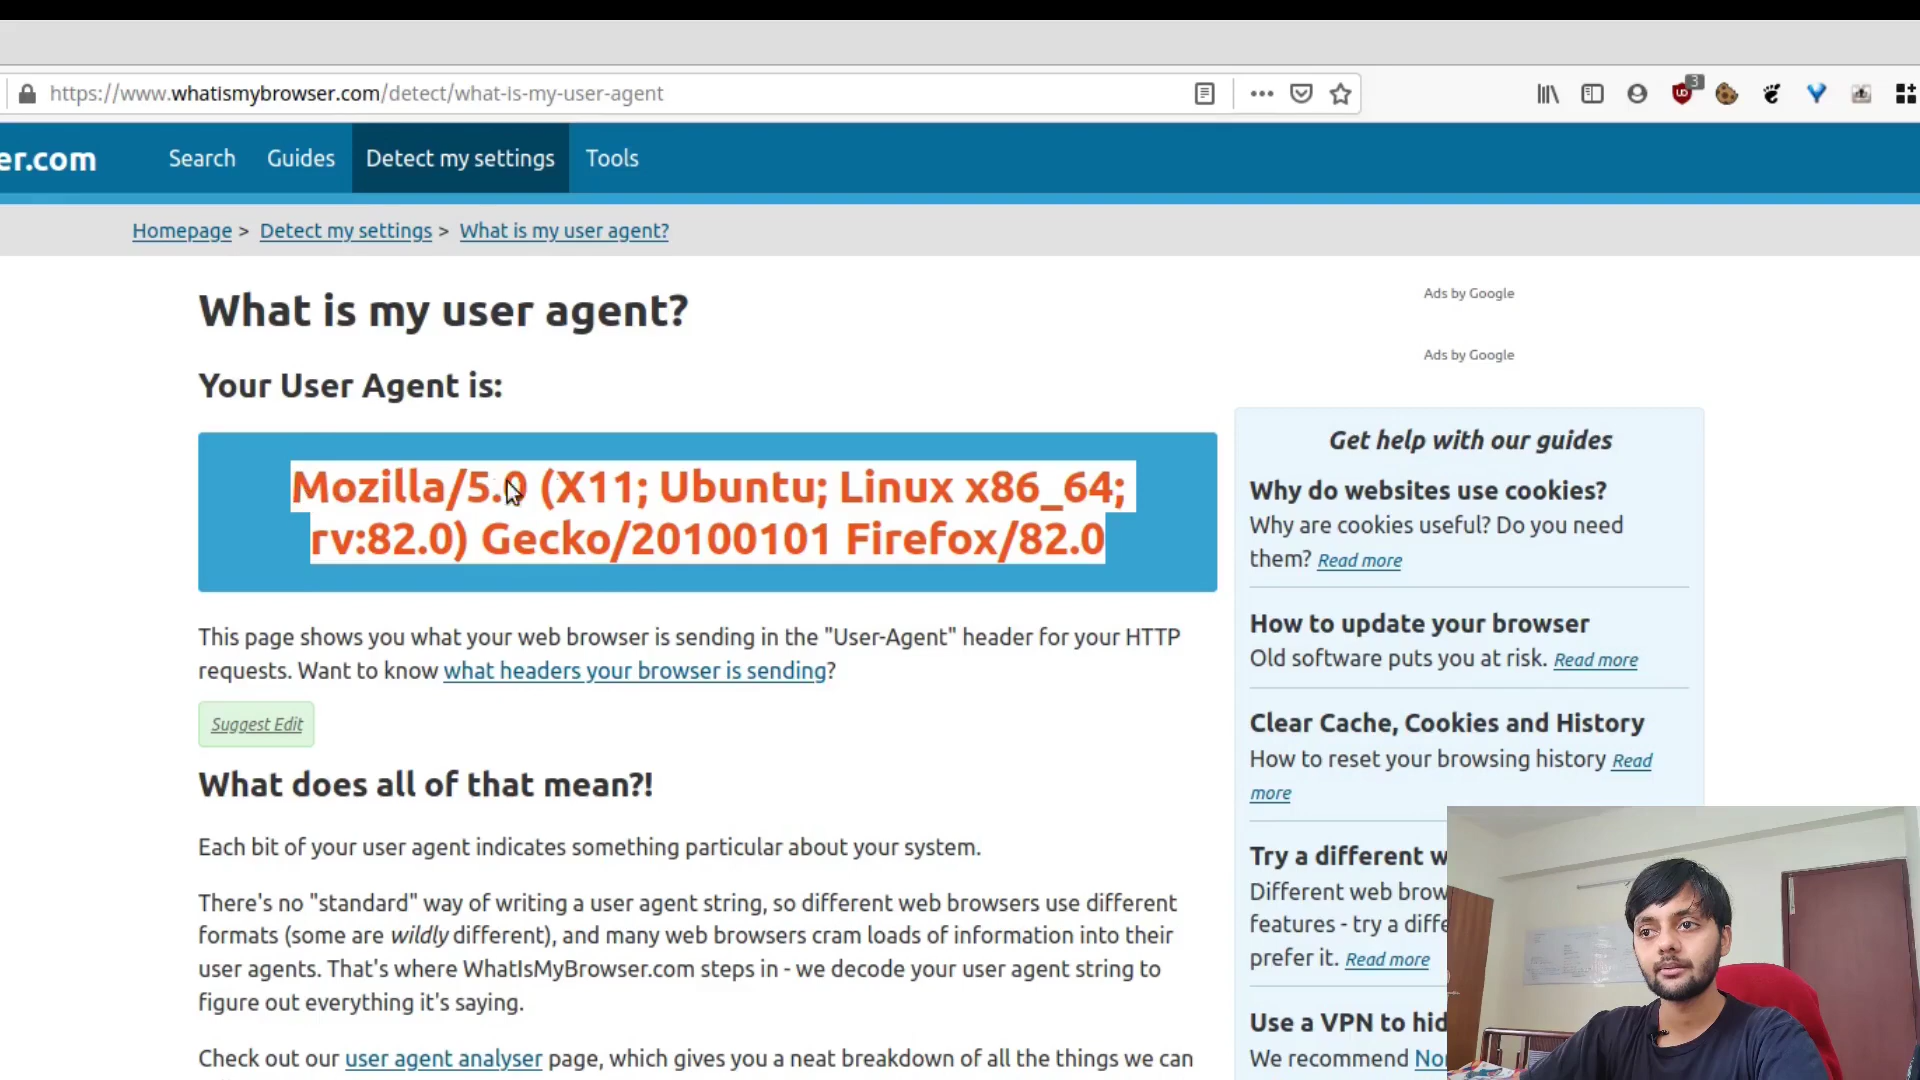 https://www.whatismybrowser.com/detect/what-is-my-user-agent
3
er.com
Search
Guides
Detect my settings
Tools
Homepage > Detect my settings > What is my user agent?
What is my user agent?
Your User Agent is:
Mozilla/5.0 (X11; Ubuntu; Linux x86_64;
rv:82.0) Gecko/20100101 Firefox/82.0
This page shows you what your web browser is sending in the "User-Agent" header for your HTTP
requests. Want to know what headers your browser is sending?
Suggest Edit
What does all of that mean?!
Each bit of your user agent indicates something particular about your system.
There's no "standard" way of writing a user agent string, so different web browsers use different
formats (some are wildly different), and many web browsers cram loads of information into their
user agents. That's where WhatIsMyBrowser.com steps in - we decode your user agent string to
figure out everything it's saying.
Check out our user agent analyser page, which gives you a neat breakdown of all the things we can
Ads by Google
Ads by Google
Get help with our guides
Why do websites use cookies?
Why are cookies useful? Do you need
them? Read more
How to update your browser
Old software puts you at risk. Read more
Clear Cache, Cookies and History
How to reset your browsing history Read
more
Try a different w
Different web brow
features - try a diffe
prefer it. Read more
Use a VPN to hid
We recommend Nor